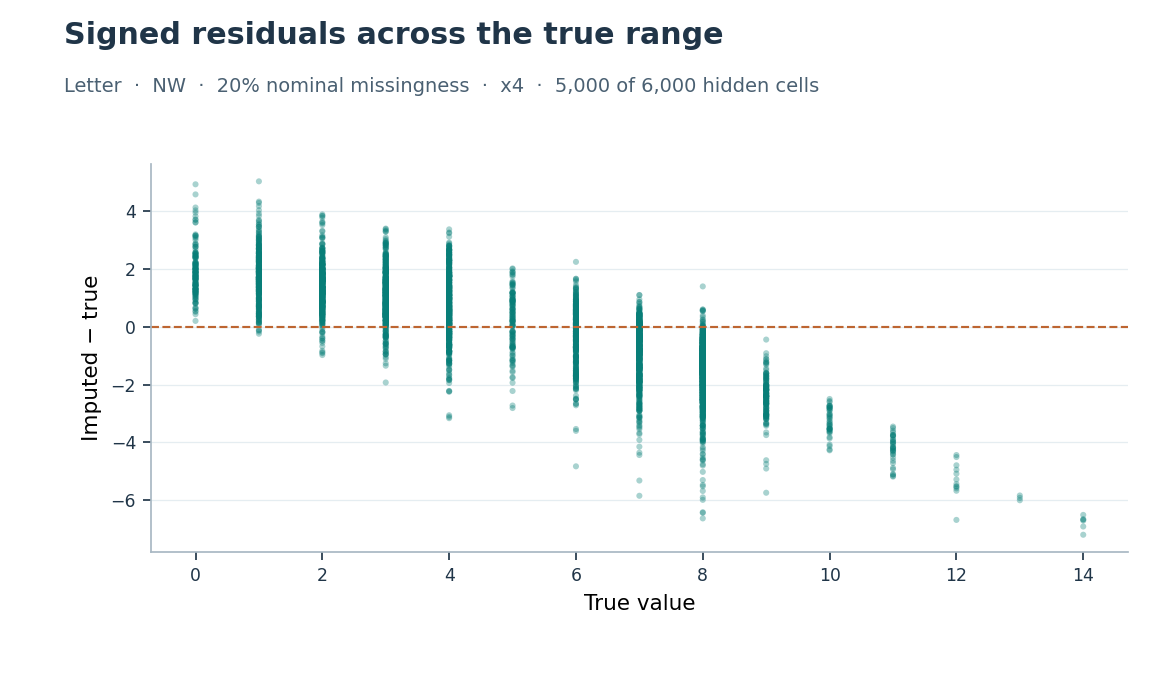 Signed residuals across the true range
Letter · NW · 20% nominal missingness · x4 · 5,000 of 6,000 hidden cells
Imputed − true
4
2
0
−2
−4
−6
0 2 4 6 8 10 12 14
True value